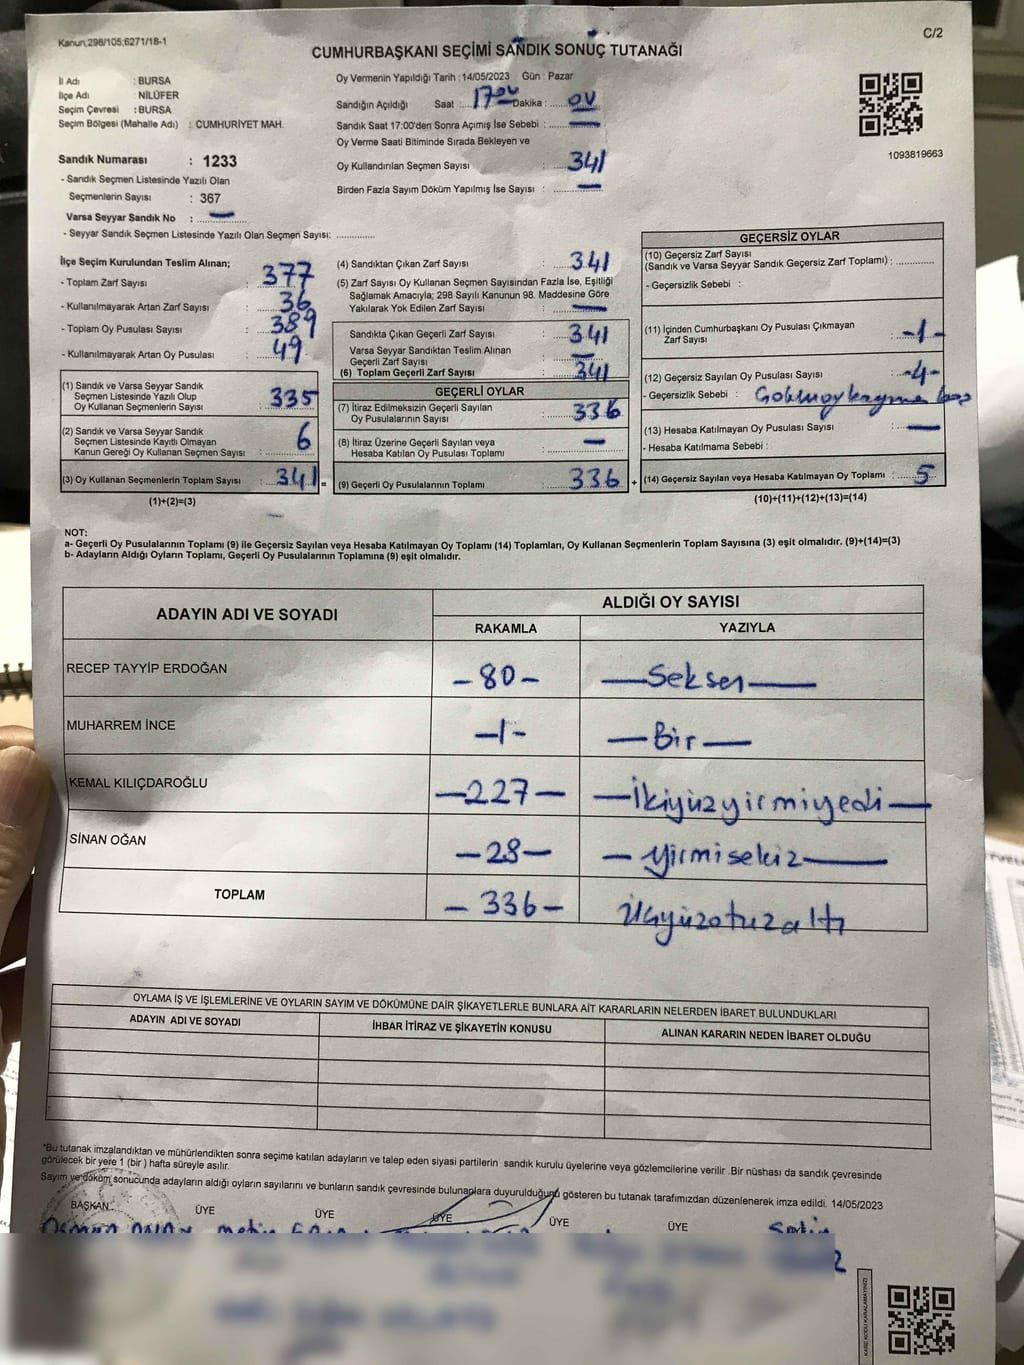 Kanun;298/105;6271/18-1
C/2
CUMHURBAŞKANI SEÇİMİ SANDIK SONUÇ TUTANAĞI
İl Adı : BURSA
İlçe Adı : NİLÜFER
Seçim Çevresi : BURSA
Seçim Bölgesi (Mahalle Adı) : CUMHURİYET MAH.
Sandık Numarası : 1233
- Sandık Seçmen Listesinde Yazılı Olan
Seçmenlerin Sayısı : 367
Varsa Seyyar Sandık No : —
- Seyyar Sandık Seçmen Listesinde Yazılı Olan Seçmen Sayısı: ..............
Oy Vermenin Yapıldığı Tarih : 14/05/2023 Gün : Pazar
Sandığın Açıldığı Saat : 1700 Dakika : 00
Sandık Saat 17:00'den Sonra Açımış İse Sebebi : —
Oy Verme Saati Bitiminde Sırada Bekleyen ve
Oy Kullandırılan Seçmen Sayısı : 341
Birden Fazla Sayım Döküm Yapılmış İse Sayısı : —
1093819663
İlçe Seçim Kurulundan Teslim Alınan;
- Toplam Zarf Sayısı : 377
- Kullanılmayarak Artan Zarf Sayısı : 36
- Toplam Oy Pusulası Sayısı : 389
- Kullanılmayarak Artan Oy Pusulası : 49
(1) Sandık ve Varsa Seyyar Sandık
Seçmen Listesinde Yazılı Olup
Oy Kullanan Seçmenlerin Sayısı : 335
(2) Sandık ve Varsa Seyyar Sandık
Seçmen Listesinde Kayıtlı Olmayan
Kanun Gereği Oy Kullanan Seçmen Sayısı : 6
(3) Oy Kullanan Seçmenlerin Toplam Sayısı : 341 =
(1)+(2)=(3)
(4) Sandıktan Çıkan Zarf Sayısı : 341
(5) Zarf Sayısı Oy Kullanan Seçmen Sayısından Fazla İse, Eşitliği
Sağlamak Amacıyla; 298 Sayılı Kanunun 98. Maddesine Göre
Yakılarak Yok Edilen Zarf Sayısı : —
Sandıkta Çıkan Geçerli Zarf Sayısı : 341
Varsa Seyyar Sandıktan Teslim Alınan
Geçerli Zarf Sayısı : —
(6) Toplam Geçerli Zarf Sayısı : 341
GEÇERLİ OYLAR
(7) İtiraz Edilmeksizin Geçerli Sayılan
Oy Pusulasının Sayısı : 336
(8) İtiraz Üzerine Geçerli Sayılan veya
Hesaba Katılan Oy Pusulası Toplamı : —
(9) Geçerli Oy Pusulalarının Toplamı : 336 +
GEÇERSİZ OYLAR
(10) Geçersiz Zarf Sayısı
(Sandık ve Varsa Seyyar Sandık Geçersiz Zarf Toplamı) : ............
- Geçersizlik Sebebi :
(11) İçinden Cumhurbaşkanı Oy Pusulası Çıkmayan
Zarf Sayısı : -1-
(12) Geçersiz Sayılan Oy Pusulası Sayısı : -4-
- Geçersizlik Sebebi :
(13) Hesaba Katılmayan Oy Pusulası Sayısı : —
- Hesaba Katılmama Sebebi :
(14) Geçersiz Sayılan veya Hesaba Katılmayan Oy Toplamı : 5
(10)+(11)+(12)+(13)=(14)
NOT:
a- Geçerli Oy Pusulalarının Toplamı (9) ile Geçersiz Sayılan veya Hesaba Katılmayan Oy Toplamı (14) Toplamları, Oy Kullanan Seçmenlerin Toplam Sayısına (3) eşit olmalıdır. (9)+(14)=(3)
b- Adayların Aldığı Oyların Toplamı, Geçerli Oy Pusulalarının Toplamına (9) eşit olmalıdır.
ADAYIN ADI VE SOYADI ALDIĞI OY SAYISI
RAKAMLA YAZIYLA
RECEP TAYYİP ERDOĞAN -80- —Seksen—
MUHARREM İNCE -1- —Bir—
KEMAL KILIÇDAROĞLU -227- —İkiyüzyirmiyedi—
SİNAN OĞAN -28- —yirmisekiz—
TOPLAM -336- üçyüzotuzaltı
OYLAMA İŞ VE İŞLEMLERİNE VE OYLARIN SAYIM VE DÖKÜMÜNE DAİR ŞİKAYETLERLE BUNLARA AİT KARARLARIN NELERDEN İBARET BULUNDUKLARI
ADAYIN ADI VE SOYADI İHBAR İTİRAZ VE ŞİKAYETİN KONUSU ALINAN KARARIN NEDEN İBARET OLDUĞU
*Bu tutanak imzalandıktan ve mühürlendikten sonra seçime katılan adayların ve talep eden siyasi partilerin sandık kurulu üyelerine veya gözlemcilerine verilir .Bir nüshası da sandık çevresinde
görülecek bir yere 1 (bir ) hafta süreyle asılır.
Sayım ve döküm sonucunda adayların aldığı oyların sayılarını ve bunların sandık çevresinde bulunaplara duyurulduğunu gösteren bu tutanak tarafımızdan düzenlenerek imza edildi. 14/05/2023
BAŞKAN ÜYE ÜYE ÜYE ÜYE ÜYE